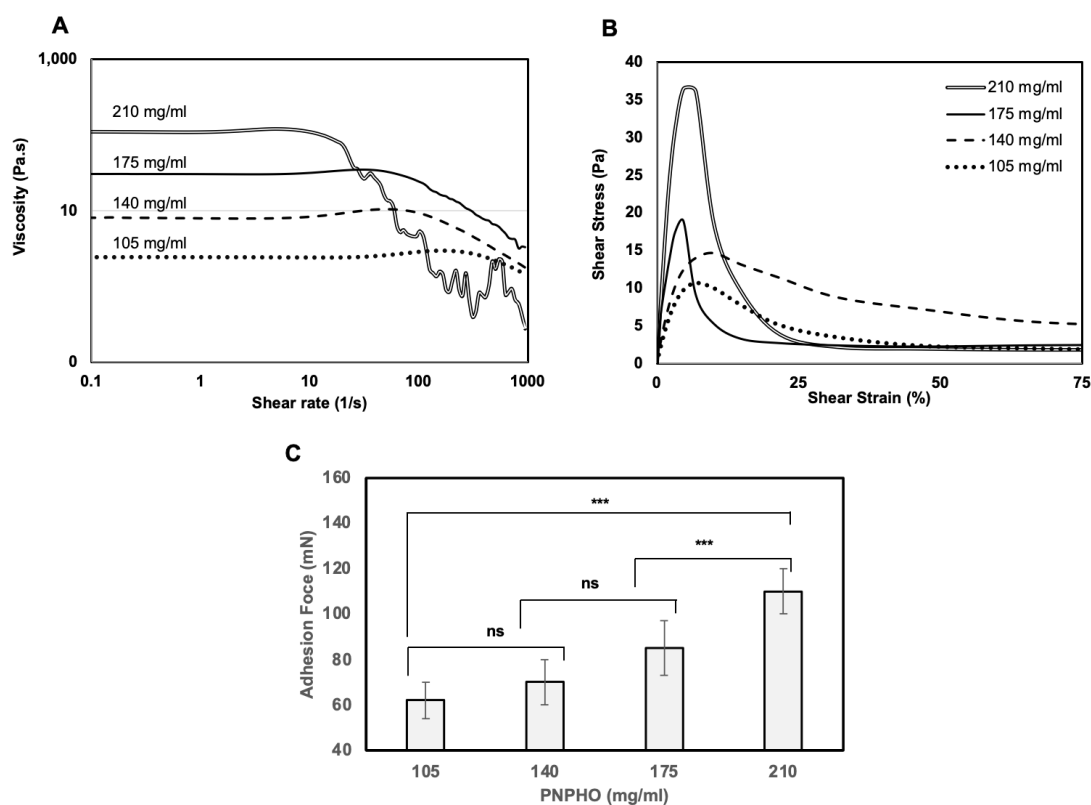 A
1,000
10
0
Viscosity (Pa.s)
210 mg/ml
175 mg/ml
140 mg/ml
105 mg/ml
0.1 1 10 100 1000
Shear rate (1/s)
B
40
35
30
25
20
15
10
5
0
Shear Stress (Pa)
210 mg/ml
175 mg/ml
140 mg/ml
105 mg/ml
0 25 50 75
Shear Strain (%)
C
160
140
120
100
80
60
40
Adhesion Foce (mN)
***
***
ns
ns
105 140 175 210
PNPHO (mg/ml)